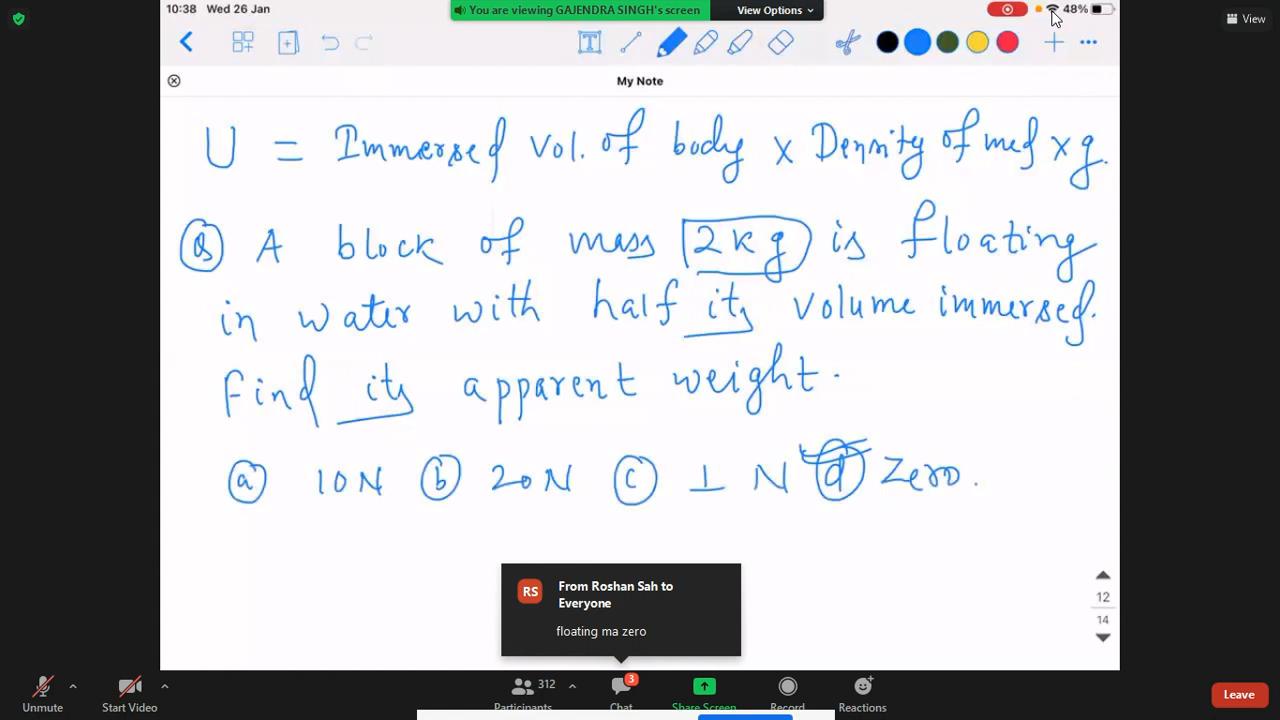 10:38 Wed 26 Jan
You are viewing GAJENDRA SINGH's screen
View Options
48%
View
My Note
U = Immersed Vol. of body x Density of med x g.
Q A block of mass 2kg is floating
in water with half its volume immersed.
Find its apparent weight.
a 10N b 20N c 1 N d Zero.
RS
From Roshan Sah to
Everyone
floating ma zero
12
14
Unmute
Start Video
312
Participants
3
Chat
Share Screen
Record
Reactions
Leave